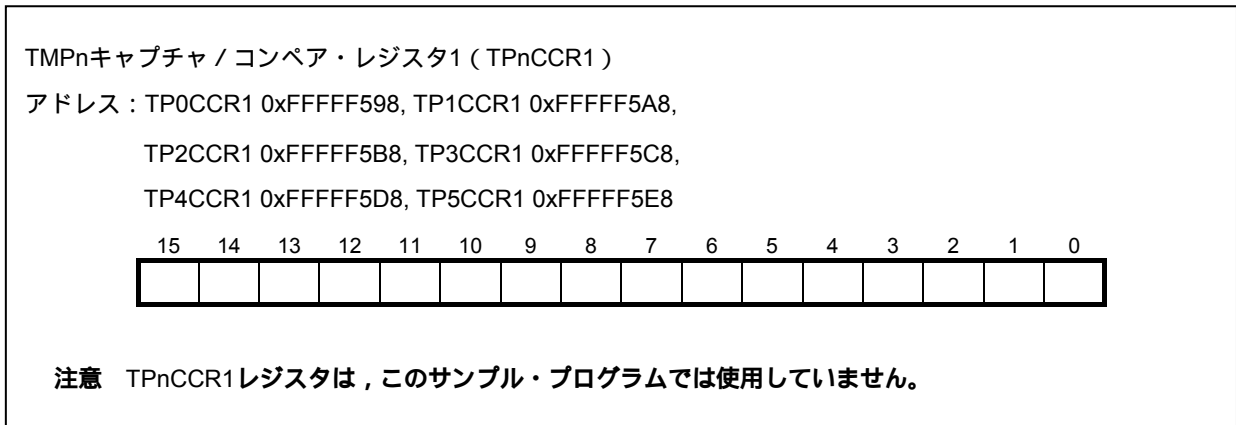 TMPnキャプチャ / コンペア・レジスタ1（TPnCCR1）
アドレス：TP0CCR1 0xFFFFF598, TP1CCR1 0xFFFFF5A8,
TP2CCR1 0xFFFFF5B8, TP3CCR1 0xFFFFF5C8,
TP4CCR1 0xFFFFF5D8, TP5CCR1 0xFFFFF5E8
15 14 13 12 11 10 9 8 7 6 5 4 3 2 1 0
注意 TPnCCR1レジスタは，このサンプル・プログラムでは使用していません。